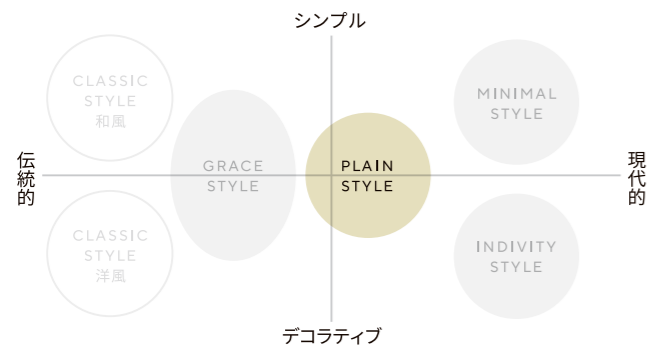 シンプル
CLASSIC
STYLE
和風
MINIMAL
STYLE
伝統的
GRACE
STYLE
PLAIN
STYLE
現代的
CLASSIC
STYLE
洋風
INDIVITY
STYLE
デコラティブ